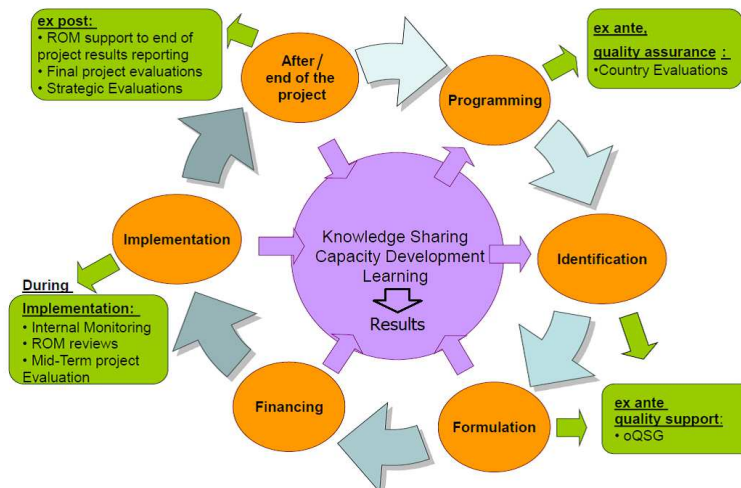 ex post:
• ROM support to end of
project results reporting
• Final project evaluations
• Strategic Evaluations
After/
end of the
project
Programming
ex ante,
quality assurance :
•Country Evaluations
Implementation
Knowledge Sharing
Capacity Development
Learning
Results
Identification
During
Implementation:
• Internal Monitoring
• ROM reviews
• Mid-Term project
Evaluation
Financing
Formulation
ex ante
quality support:
• oQSG